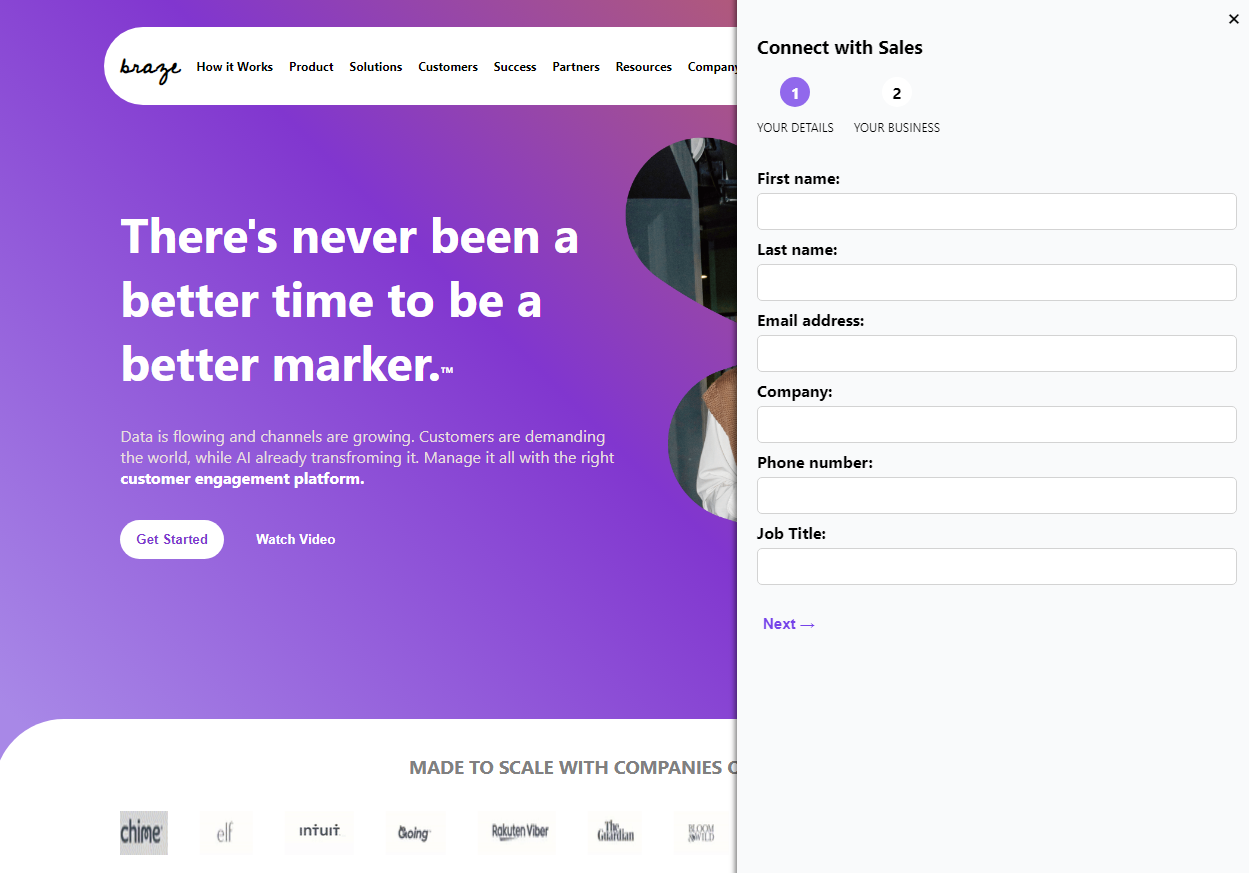 braze How it Works Product Solutions Customers Success Partners Resources Company
There's never been a
better time to be a
better marker.™
Data is flowing and channels are growing. Customers are demanding
the world, while AI already transfroming it. Manage it all with the right
customer engagement platform.
Get Started Watch Video
MADE TO SCALE WITH COMPANIES
chime elf intuit Going Rakuten Viber The Guardian BLOOM & WILD
×
Connect with Sales
1 2
YOUR DETAILS YOUR BUSINESS
First name:
Last name:
Email address:
Company:
Phone number:
Job Title:
Next →